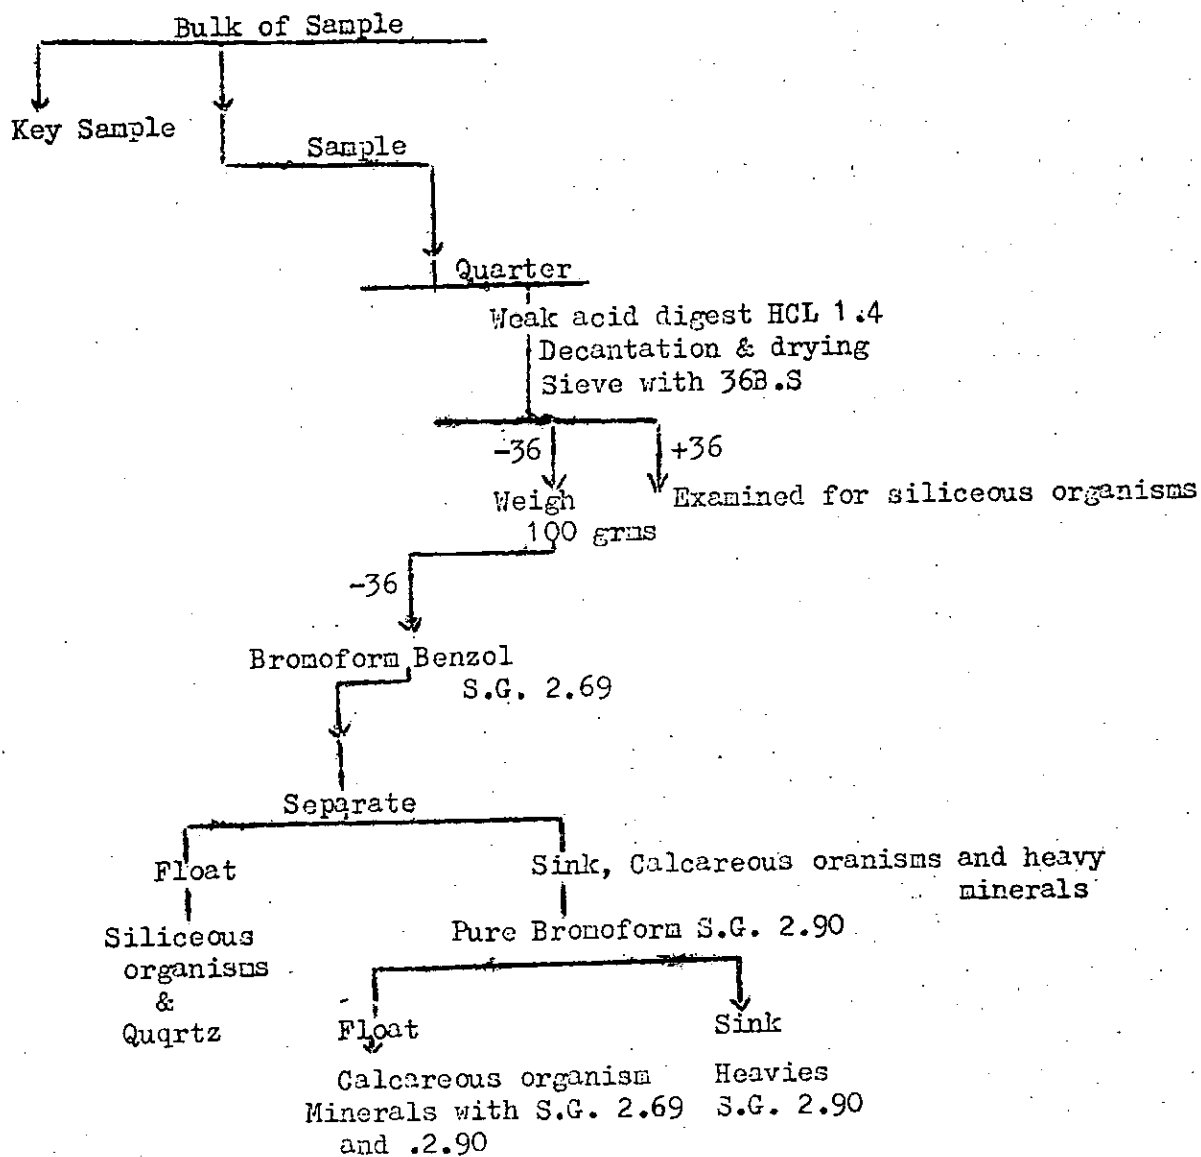 Bulk of Sample
Key Sample
Sample
Quarter
Weak acid digest HCL 1.4
Decantation & drying
Sieve with 36B.S
-36
+36
Weigh
100 grms
Examined for siliceous organisms
-36
Bromoform Benzol
S.G. 2.69
Separate
Float
Sink, Calcareous oranisms and heavy
minerals
Siliceous
organisms
&
Quqrtz
Pure Bromoform S.G. 2.90
Float
Sink
Calcareous organism
Minerals with S.G. 2.69
and .2.90
Heavies
S.G. 2.90